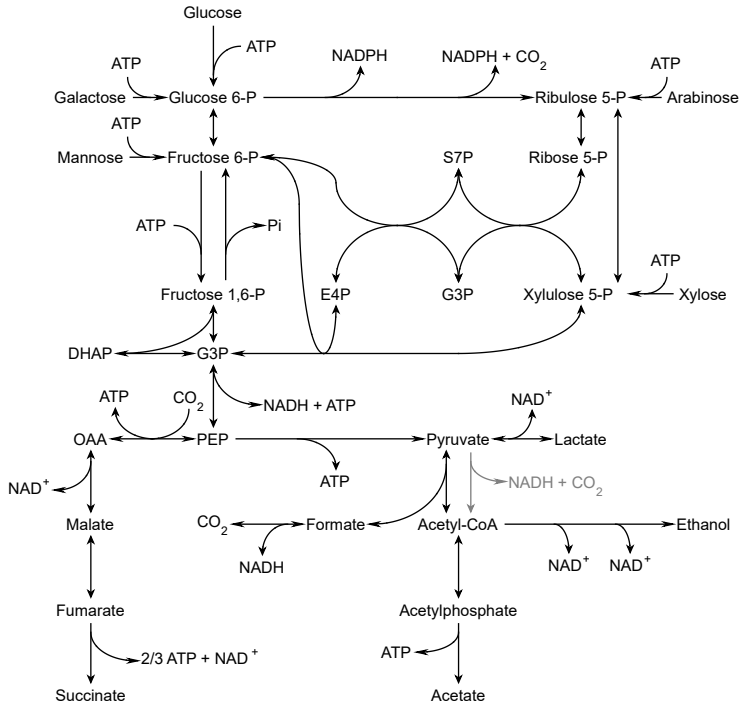 Glucose
ATP
NADPH
NADPH + CO2
ATP
ATP
Galactose
Glucose 6-P
Ribulose 5-P
Arabinose
ATP
Mannose
Fructose 6-P
S7P
Ribose 5-P
ATP
Pi
ATP
Fructose 1,6-P
E4P
G3P
Xylulose 5-P
Xylose
DHAP
G3P
ATP
CO2
NADH + ATP
NAD+
OAA
PEP
Pyruvate
Lactate
NAD+
ATP
NADH + CO2
Malate
CO2
Formate
Acetyl-CoA
Ethanol
NADH
NAD+
NAD+
Fumarate
Acetylphosphate
2/3 ATP + NAD+
ATP
Succinate
Acetate